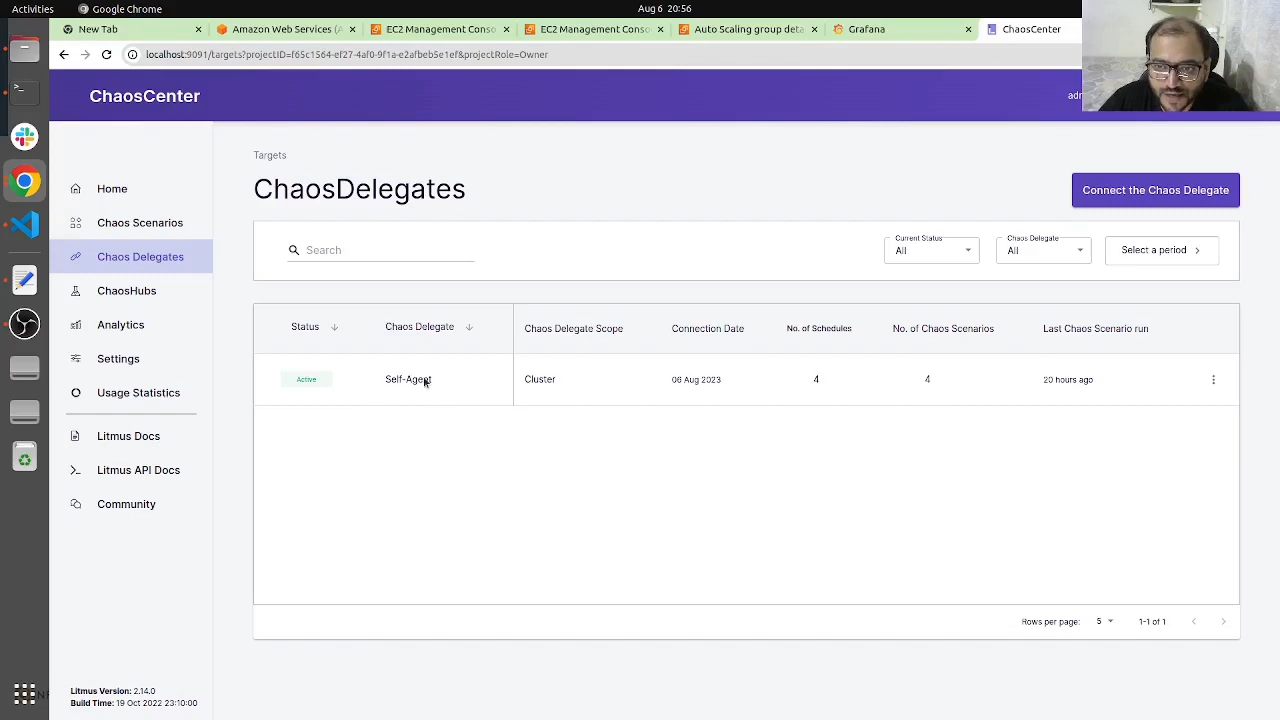 Activities
Google Chrome
Aug 6 20:56
New Tab
Amazon Web Services (A
EC2 Management Conso
EC2 Management Conso
Auto Scaling group deta
Grafana
ChaosCenter
localhost:9091/targets?projectID=f65c1564-ef27-4af0-9f1a-e2afbeb5e1ef&projectRole=Owner
ChaosCenter
adm
Home
Chaos Scenarios
Chaos Delegates
ChaosHubs
Analytics
Settings
Usage Statistics
Litmus Docs
Litmus API Docs
Community
Litmus Version: 2.14.0
Build Time: 19 Oct 2022 23:10:00
Targets
ChaosDelegates
Connect the Chaos Delegate
Search
Current Status
All
Chaos Delegate
All
Select a period
Status
Chaos Delegate
Chaos Delegate Scope
Connection Date
No. of Schedules
No. of Chaos Scenarios
Last Chaos Scenario run
Active
Self-Agent
Cluster
06 Aug 2023
4
4
20 hours ago
Rows per page: 5
1-1 of 1